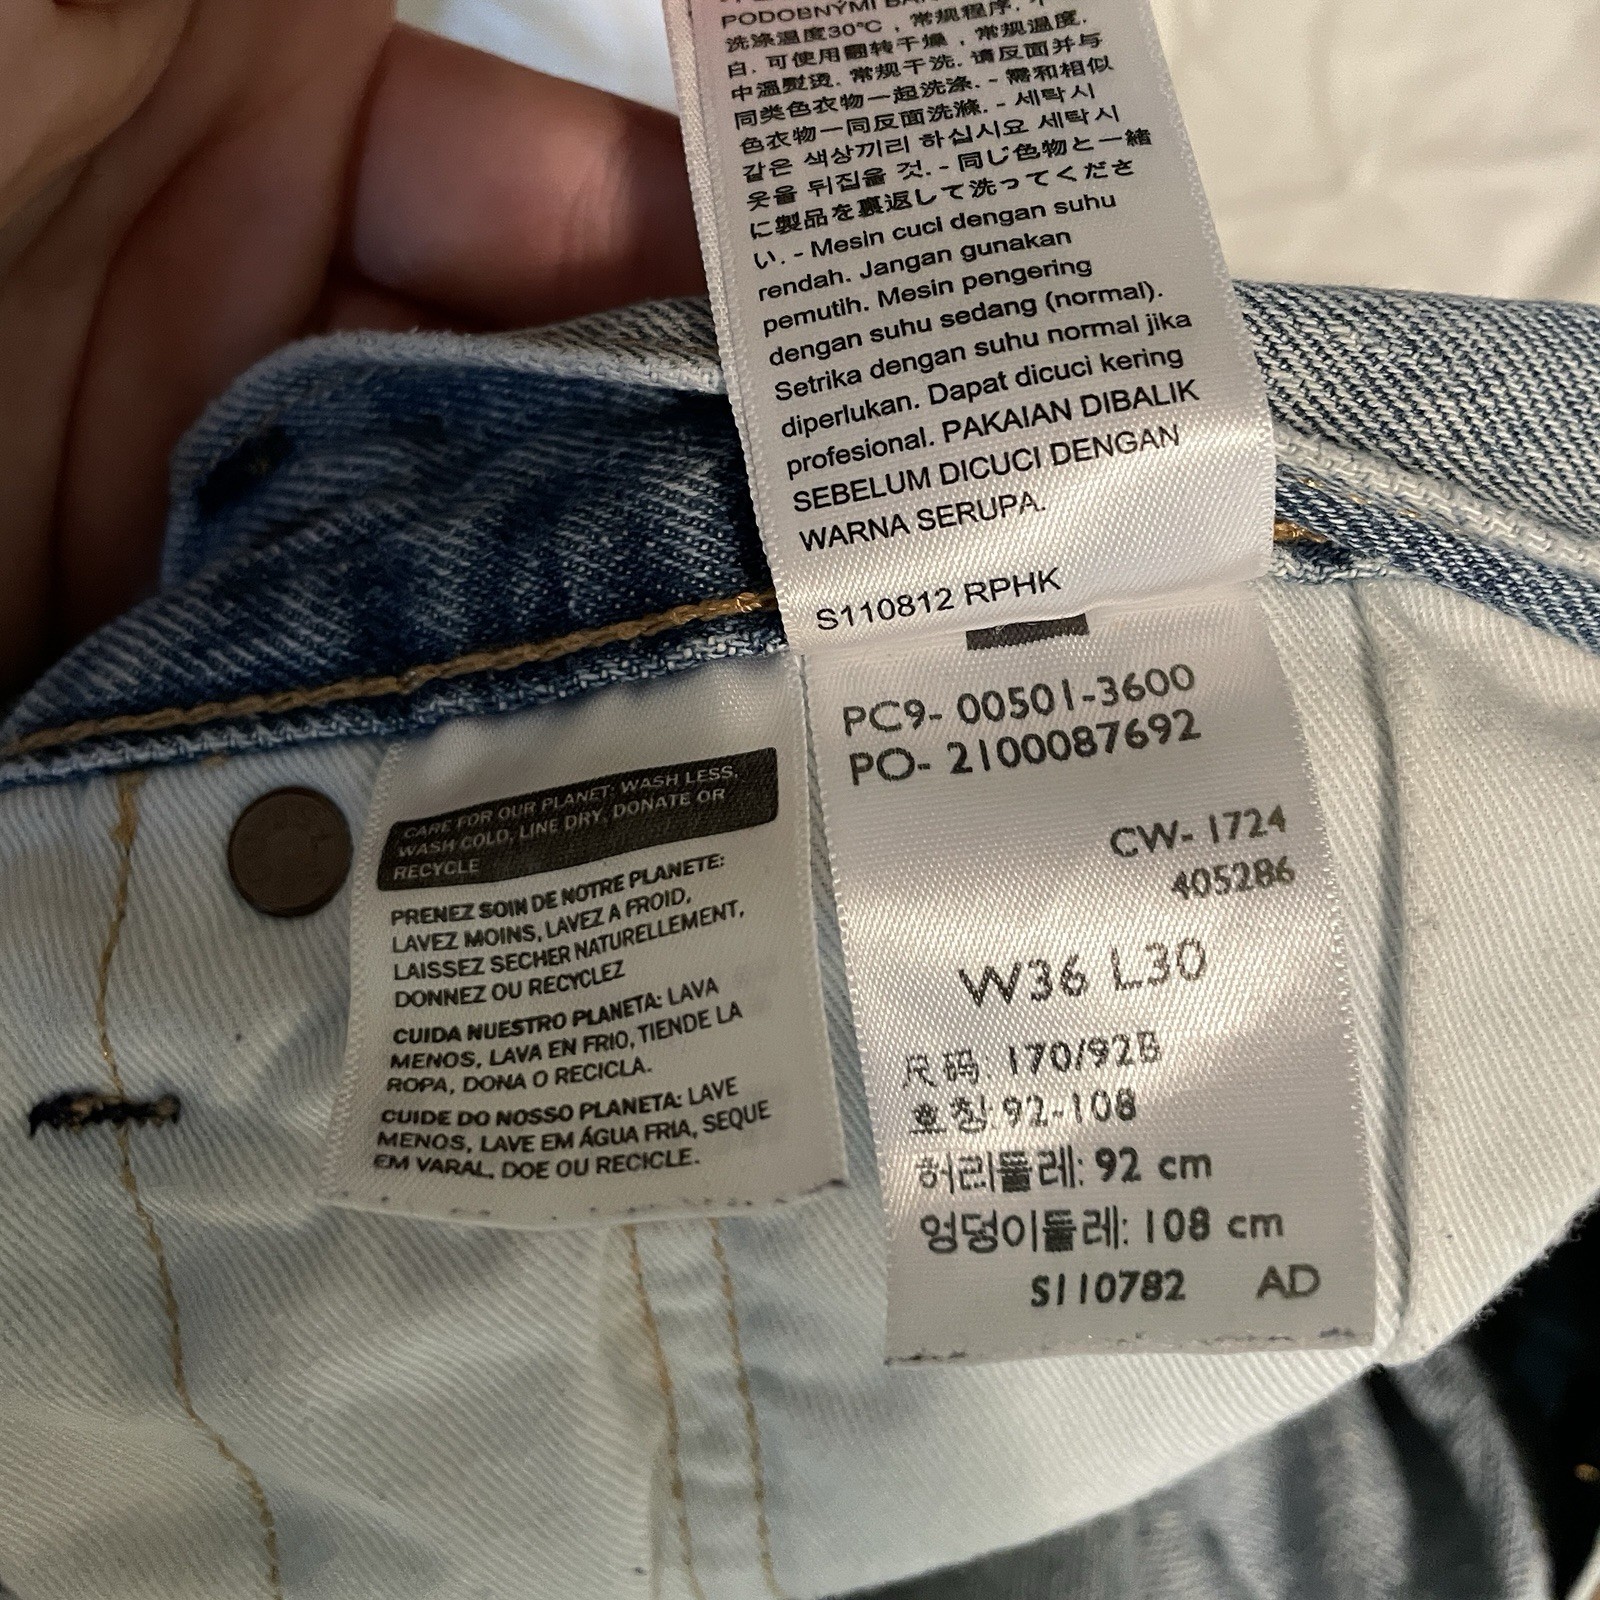 PODOBNÝMI
洗涤温度30℃，常规程序.
白. 可使用翻转干燥，常规温度.
中温熨烫. 常规干洗. 请反面并与
同类色衣物一起洗涤. - 需和相似
色衣物一同反面洗滌. - 세탁시
같은 색상끼리 하십시요 세탁시
옷을 뒤집을 것. - 同じ色物と一緒
に製品を裏返して洗ってくださ
い. - Mesin cuci dengan suhu
rendah. Jangan gunakan
pemutih. Mesin pengering
dengan suhu sedang (normal).
Setrika dengan suhu normal jika
diperlukan. Dapat dicuci kering
profesional. PAKAIAN DIBALIK
SEBELUM DICUCI DENGAN
WARNA SERUPA.
S110812 RPHK
CARE FOR OUR PLANET: WASH LESS,
WASH COLD, LINE DRY, DONATE OR
RECYCLE
PRENEZ SOIN DE NOTRE PLANETE:
LAVEZ MOINS, LAVEZ A FROID,
LAISSEZ SECHER NATURELLEMENT,
DONNEZ OU RECYCLEZ
CUIDA NUESTRO PLANETA: LAVA
MENOS, LAVA EN FRIO, TIENDE LA
ROPA, DONA O RECICLA.
CUIDE DO NOSSO PLANETA: LAVE
MENOS, LAVE EM ÁGUA FRIA, SEQUE
EM VARAL, DOE OU RECICLE.
PC9- 00501-3600
PO- 2100087692
CW- 1724
405286
W36 L30
尺码: 170/92B
호칭: 92-108
허리둘레: 92 cm
엉덩이둘레: 108 cm
S110782 AD